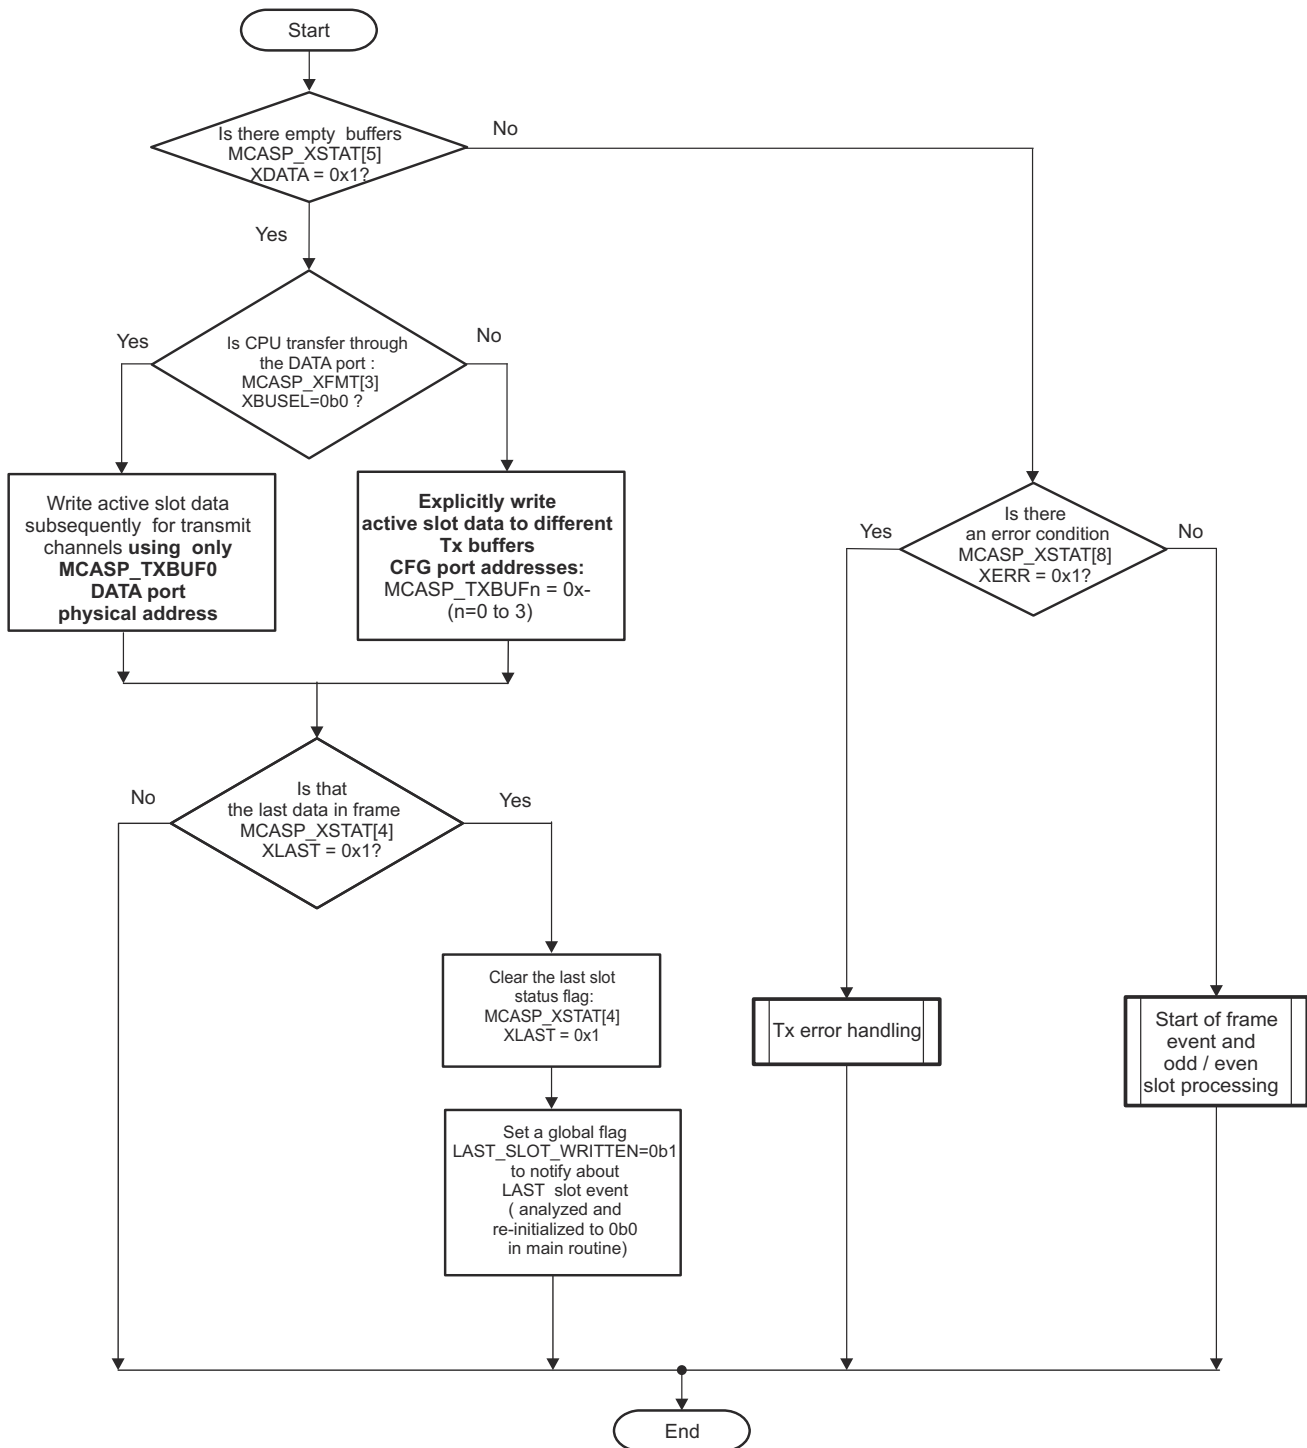 Start
Is there empty buffers
MCASP_XSTAT[5]
XDATA = 0x1?
No
Yes
Is CPU transfer through
the DATA port :
MCASP_XFMT[3]
XBUSEL=0b0 ?
Yes
No
Write active slot data
subsequently for transmit
channels using only
MCASP_TXBUF0
DATA port
physical address
Explicitly write
active slot data to different
Tx buffers
CFG port addresses:
MCASP_TXBUFn = 0x-
(n=0 to 3)
Is there
an error condition
MCASP_XSTAT[8]
XERR = 0x1?
Yes
No
Is that
the last data in frame
MCASP_XSTAT[4]
XLAST = 0x1?
No
Yes
Clear the last slot
status flag:
MCASP_XSTAT[4]
XLAST = 0x1
Tx error handling
Start of frame
event and
odd / even
slot processing
Set a global flag
LAST_SLOT_WRITTEN=0b1
to notify about
LAST slot event
( analyzed and
re-initialized to 0b0
in main routine)
End